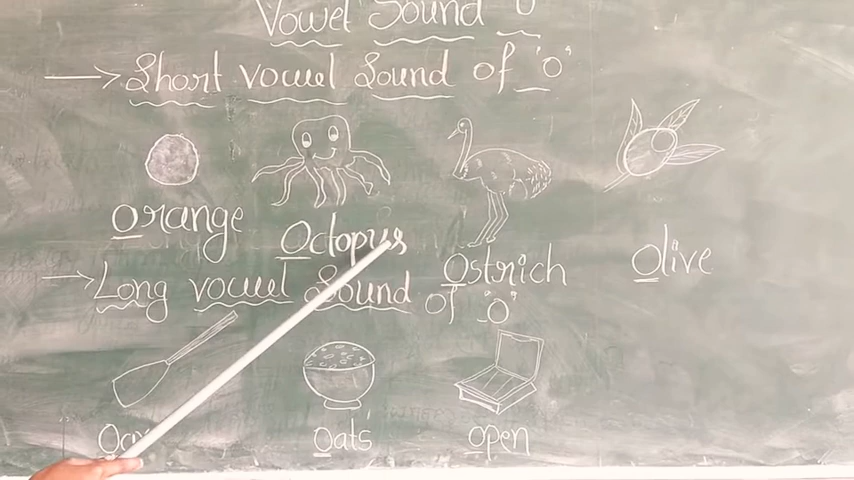 Vowel Sound 'o'
→ Short vowel Sound of 'o'
Orange Octopus Ostrich Olive
→ Long vowel Sound of 'o'
Oats open